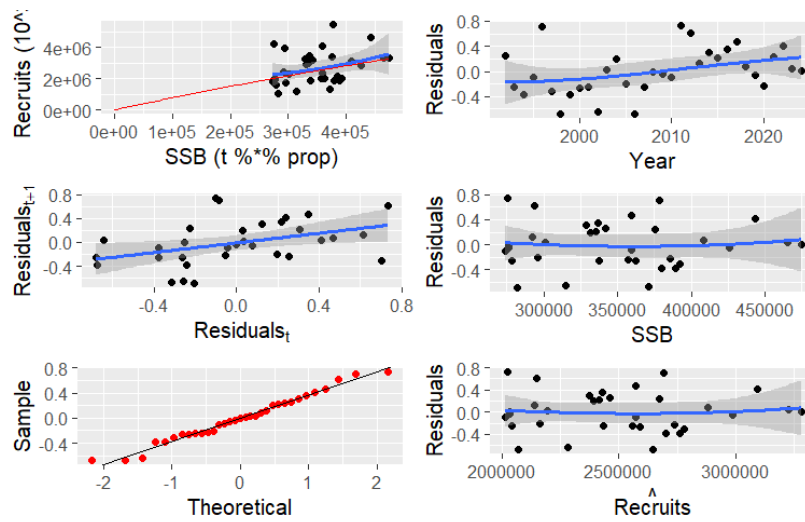 Recruits (10^
4e+06
2e+06
0e+00
0e+00 1e+05 2e+05 3e+05 4e+05
SSB (t %*% prop)
Residuals
0.4
0.0
-0.4
2000 2010 2020
Year
Residuals_t+1
0.8
0.4
0.0
-0.4
-0.4 0.0 0.4 0.8
Residuals_t
Residuals
0.8
0.4
0.0
-0.4
300000 350000 400000 450000
SSB
Sample
0.8
0.4
0.0
-0.4
-2 -1 0 1 2
Theoretical
Residuals
0.8
0.4
0.0
-0.4
2000000 2500000 3000000
^
Recruits